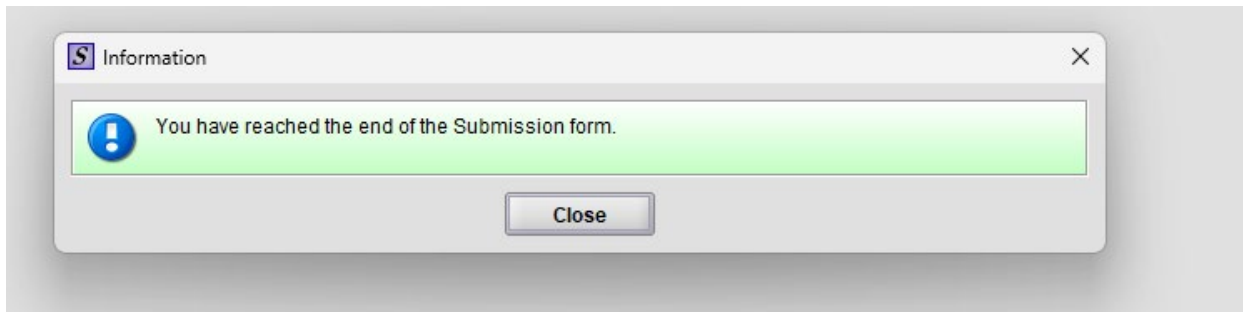 S Information
You have reached the end of the Submission form.
Close